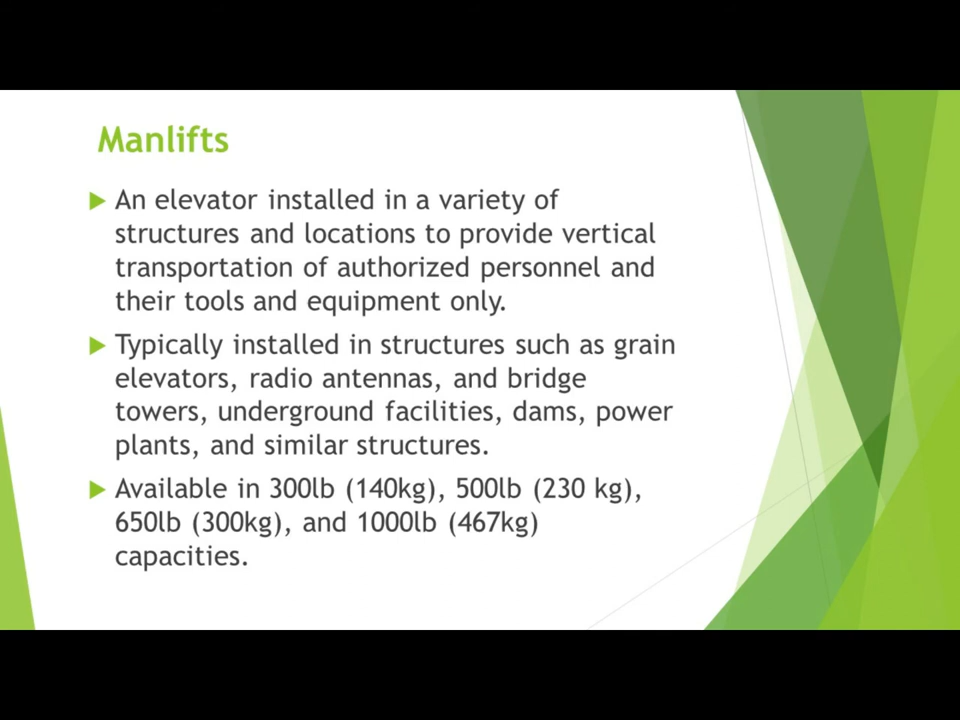 Manlifts
An elevator installed in a variety of
structures and locations to provide vertical
transportation of authorized personnel and
their tools and equipment only.
Typically installed in structures such as grain
elevators, radio antennas, and bridge
towers, underground facilities, dams, power
plants, and similar structures.
Available in 300lb (140kg), 500lb (230 kg),
650lb (300kg), and 1000lb (467kg)
capacities.